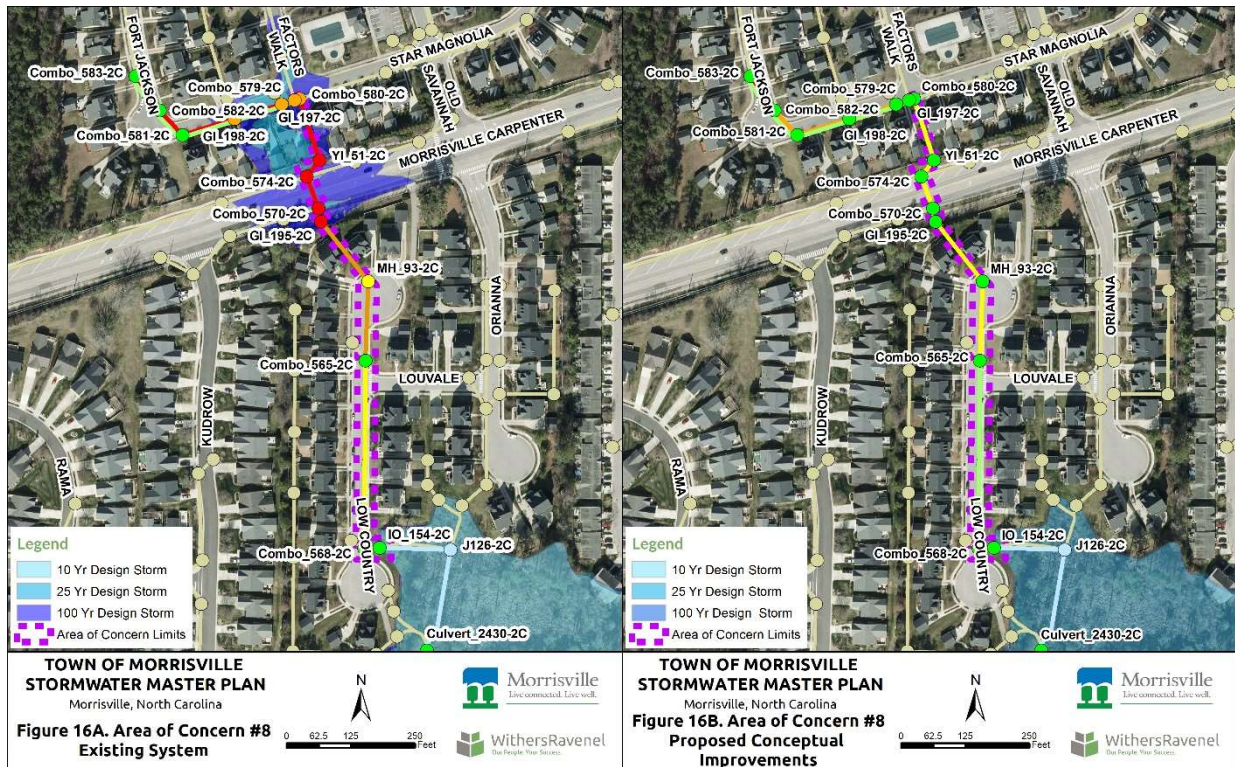 FORT JACKSON
FACTORS
WALK
STAR MAGNOLIA
OLD
SAVANNAH
Combo_583-2C
Combo_579-2C
Combo_580-2C
Combo_582-2C
GI_197-2C
Combo_581-2C
GI_198-2C
YI_51-2C
MORRISVILLE CARPENTER
Combo_574-2C
Combo_570-2C
GI_195-2C
MH_93-2C
ORIANNA
Combo_565-2C
LOUVALE
KUDROW
RAMA
LOW COUNTRY
IO_154-2C
Combo_568-2C
J126-2C
Culvert_2430-2C
Legend
10 Yr Design Storm
25 Yr Design Storm
100 Yr Design Storm
Area of Concern Limits
TOWN OF MORRISVILLE
STORMWATER MASTER PLAN
Morrisville, North Carolina
Figure 16A. Area of Concern #8
Existing System
N
0 62.5 125 250
Feet
Morrisville
Live connected. Live well.
WithersRavenel
Our People. Your Success.
FORT JACKSON
FACTORS
WALK
STAR MAGNOLIA
OLD
SAVANNAH
Combo_583-2C
Combo_579-2C
Combo_580-2C
Combo_582-2C
GI_197-2C
Combo_581-2C
GI_198-2C
YI_51-2C
MORRISVILLE CARPENTER
Combo_574-2C
Combo_570-2C
GI_195-2C
MH_93-2C
ORIANNA
Combo_565-2C
LOUVALE
KUDROW
RAMA
LOW COUNTRY
IO_154-2C
Combo_568-2C
J126-2C
Culvert_2430-2C
Legend
10 Yr Design Storm
25 Yr Design Storm
100 Yr Design Storm
Area of Concern Limits
TOWN OF MORRISVILLE
STORMWATER MASTER PLAN
Morrisville, North Carolina
Figure 16B. Area of Concern #8
Proposed Conceptual
Improvements
N
0 62.5 125 250
Feet
Morrisville
Live connected. Live well.
WithersRavenel
Our People. Your Success.